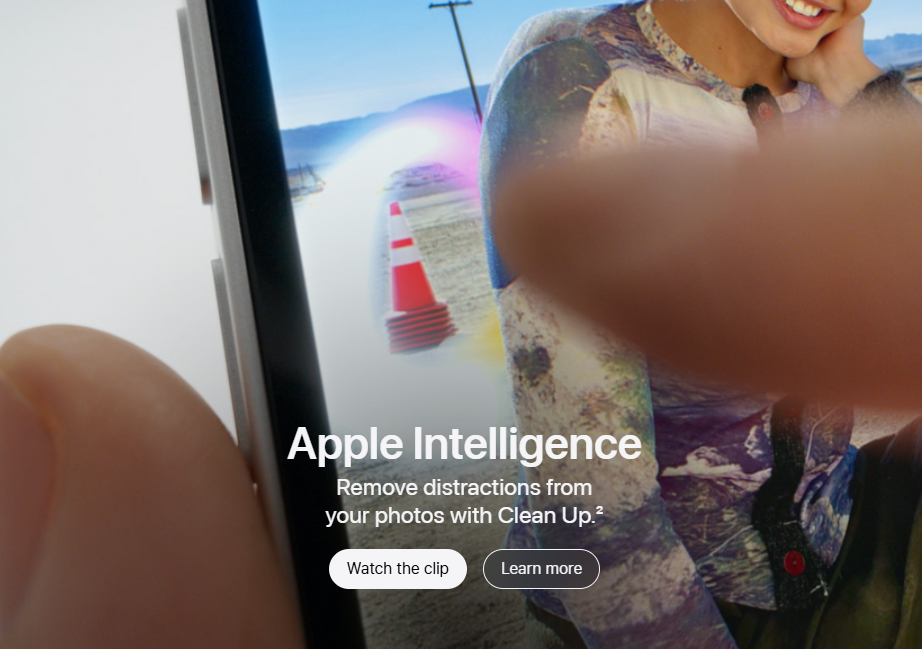 Apple Intelligence
Remove distractions from
your photos with Clean Up.²
Watch the clip
Learn more